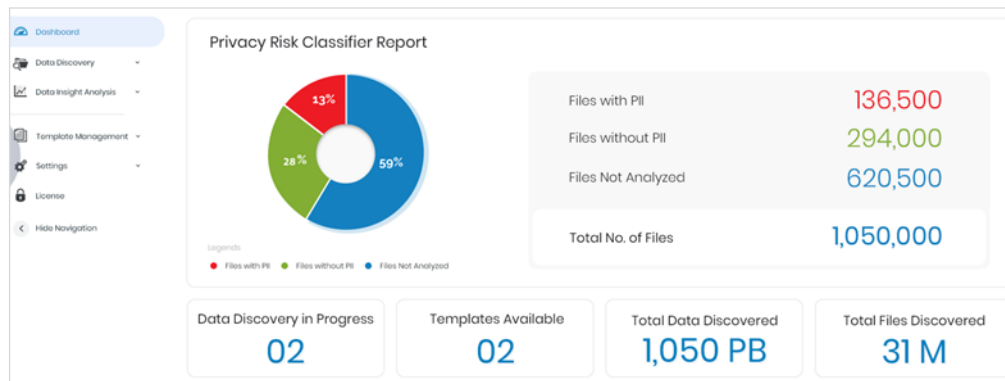 Dashboard
Data Discovery
Data Insight Analysis
Template Management
Settings
License
Hide Navigation
Privacy Risk Classifier Report
13%
28%
59%
Legends
Files with PII
Files without PII
Files Not Analyzed
Files with PII 136,500
Files without PII 294,000
Files Not Analyzed 620,500
Total No. of Files 1,050,000
Data Discovery in Progress
02
Templates Available
02
Total Data Discovered
1,050 PB
Total Files Discovered
31 M